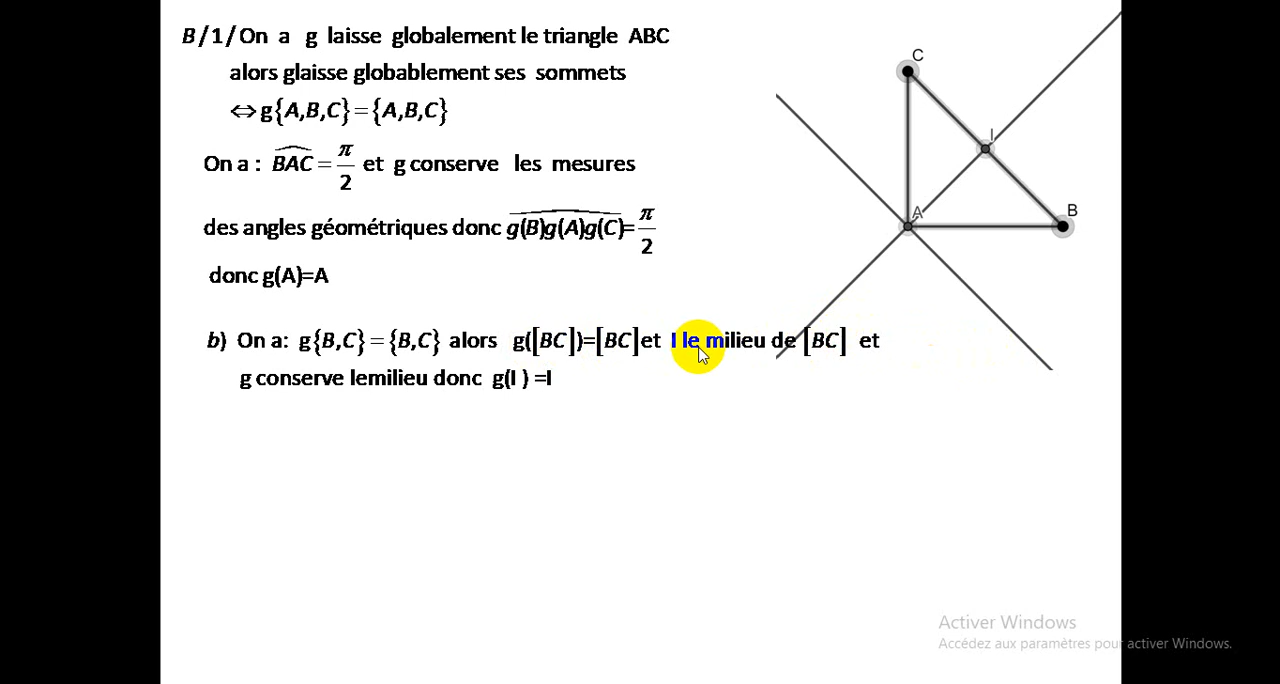 B/1/On a g laisse globalement le triangle ABC
alors glaisse globablement ses sommets
⇔g{A,B,C}={A,B,C}
On a : BAC = π/2 et g conserve les mesures
des angles géométriques donc g(B)g(A)g(C)=π/2
donc g(A)=A
b) On a: g{B,C}={B,C} alors g([BC])=[BC]et I le milieu de [BC] et
g conserve lemilieu donc g(I ) =I
C
I
A
B
Activer Windows
Accédez aux paramètres pour activer Windows.